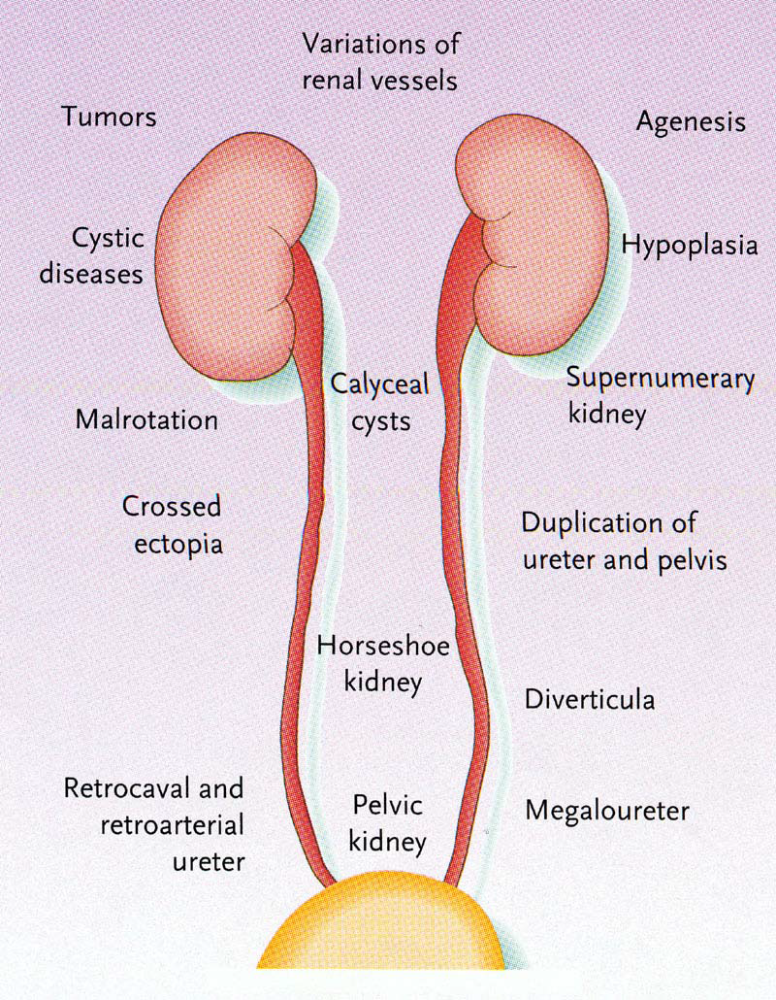 Variations of
renal vessels
Tumors
Agenesis
Cystic
diseases
Hypoplasia
Calyceal
cysts
Supernumerary
kidney
Malrotation
Crossed
ectopia
Duplication of
ureter and pelvis
Horseshoe
kidney
Diverticula
Retrocaval and
retroarterial
ureter
Pelvic
kidney
Megaloureter